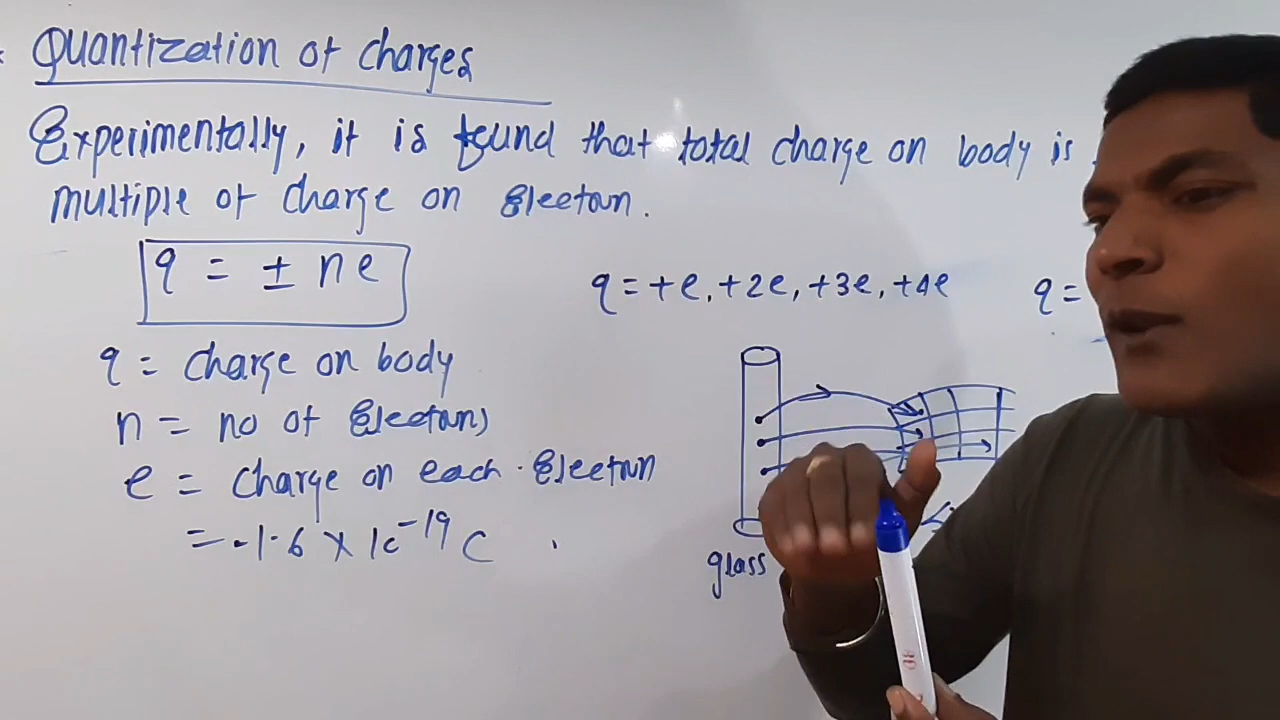 Quantization of charges
Experimentally, it is found that total charge on body is
multiple of charge on Electron.
q = ± ne
q = +e, +2e, +3e, +4e
q =
q = charge on body
n = no of Electrons
e = charge on each Electron
= -1.6 × 10⁻¹⁹ C
glass